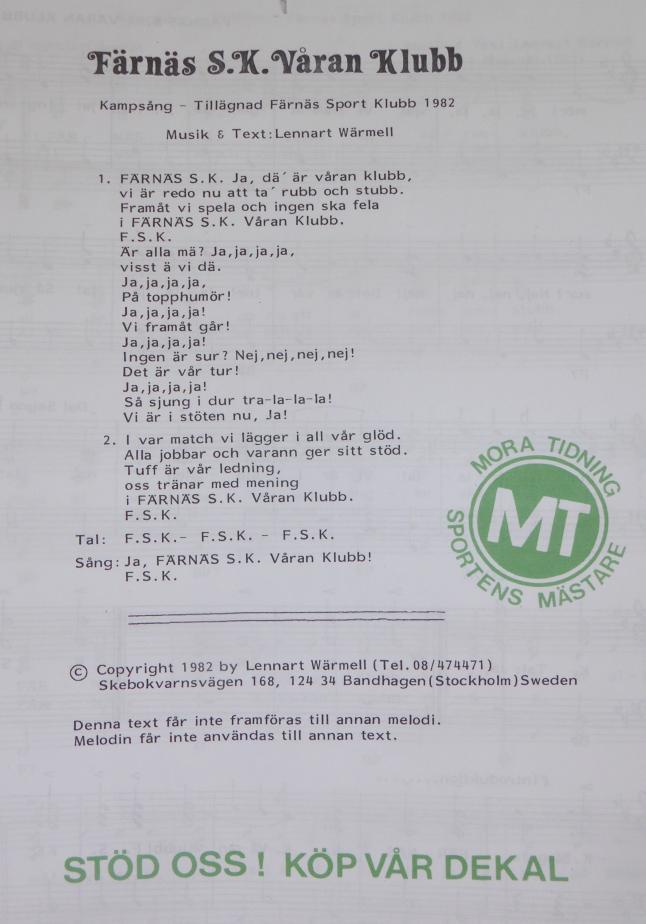 Färnäs S.K. Våran Klubb
Kampsång - Tillägnad Färnäs Sport Klubb 1982
Musik & Text: Lennart Wärmell
1. FÄRNÄS S.K. Ja, dä´ är våran klubb,
vi är redo nu att ta´ rubb och stubb.
Framåt vi spela och ingen ska fela
i FÄRNÄS S.K. Våran Klubb.
F.S.K.
Är alla mä? Ja,ja,ja,ja,
visst ä vi dä.
Ja,ja,ja,ja,
På topphumör!
Ja,ja,ja,ja!
Vi framåt går!
Ja,ja,ja,ja!
Ingen är sur? Nej,nej,nej,nej!
Det är vår tur!
Ja,ja,ja,ja!
Så sjung i dur tra-la-la-la!
Vi är i stöten nu, Ja!
2. I var match vi lägger i all vår glöd.
Alla jobbar och varann ger sitt stöd.
Tuff är vår ledning,
oss tränar med mening
i FÄRNÄS S.K. Våran Klubb.
F.S.K.
Tal: F.S.K.- F.S.K. - F.S.K.
Sång: Ja, FÄRNÄS S.K. Våran Klubb!
F.S.K.
MORA TIDNING
MT
SPORTENS MÄSTARE
© Copyright 1982 by Lennart Wärmell (Tel. 08/474471)
Skebokvarnsvägen 168, 124 34 Bandhagen (Stockholm) Sweden
Denna text får inte framföras till annan melodi.
Melodin får inte användas till annan text.
STÖD OSS! KÖP VÅR DEKAL